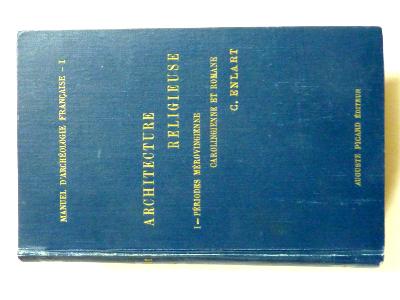 MANUEL D'ARCHÉOLOGIE FRANÇAISE - I
ARCHITECTURE
RELIGIEUSE
I - PÉRIODES MÉROVINGIENNE
CAROLINGIENNE ET ROMANE
C. ENLART
AUGUSTE PICARD ÉDITEUR